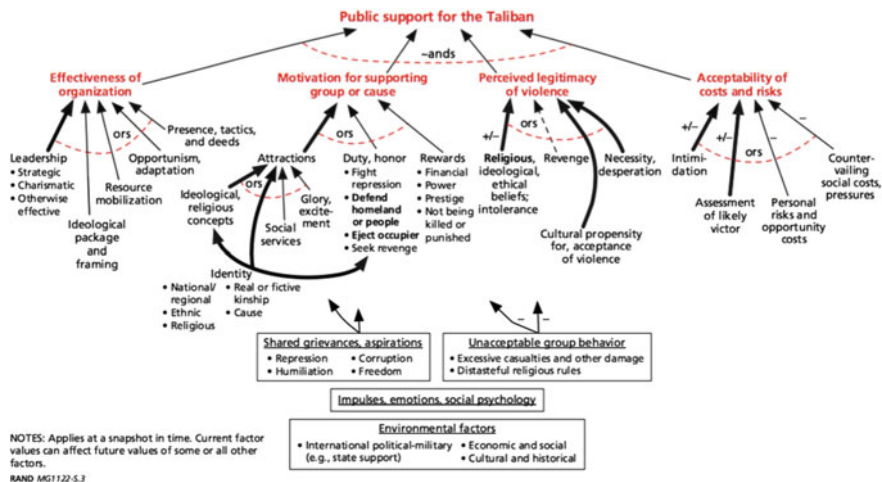 Public support for the Taliban
~ands
Effectiveness of
organization
Motivation for supporting
group or cause
Perceived legitimacy
of violence
Acceptability of
costs and risks
ors
Presence, tactics, and
deeds
Opportunism,
adaptation
Resource
mobilization
Ideological
package
and
framing
Leadership
• Strategic
• Charismatic
• Otherwise
effective
ors
Attractions
ors
Ideological,
religious
concepts
Social
services
Glory,
excite-
ment
Duty, honor
• Fight
repression
• Defend
homeland
or people
• Eject occupier
• Seek revenge
Rewards
• Financial
• Power
• Prestige
• Not being
killed or
punished
Identity
• National/
regional
• Ethnic
• Religious
• Real or fictive
kinship
• Cause
+/–
ors
Religious,
ideological,
ethical
beliefs;
intolerance
Revenge
Necessity,
desperation
Cultural propensity
for, acceptance
of violence
+/–
+/–
–
–
ors
Intimi-
dation
Assessment
of likely
victor
Personal
risks and
opportunity
costs
Counter-
vailing
social costs,
pressures
Shared grievances, aspirations
• Repression
• Humiliation
• Corruption
• Freedom
–
–
Unacceptable group behavior
• Excessive casualties and other damage
• Distasteful religious rules
Impulses, emotions, social psychology
Environmental factors
• International political-military
(e.g., state support)
• Economic and social
• Cultural and historical
NOTES: Applies at a snapshot in time. Current factor
values can affect future values of some or all other
factors.
RAND MG1122-S.3